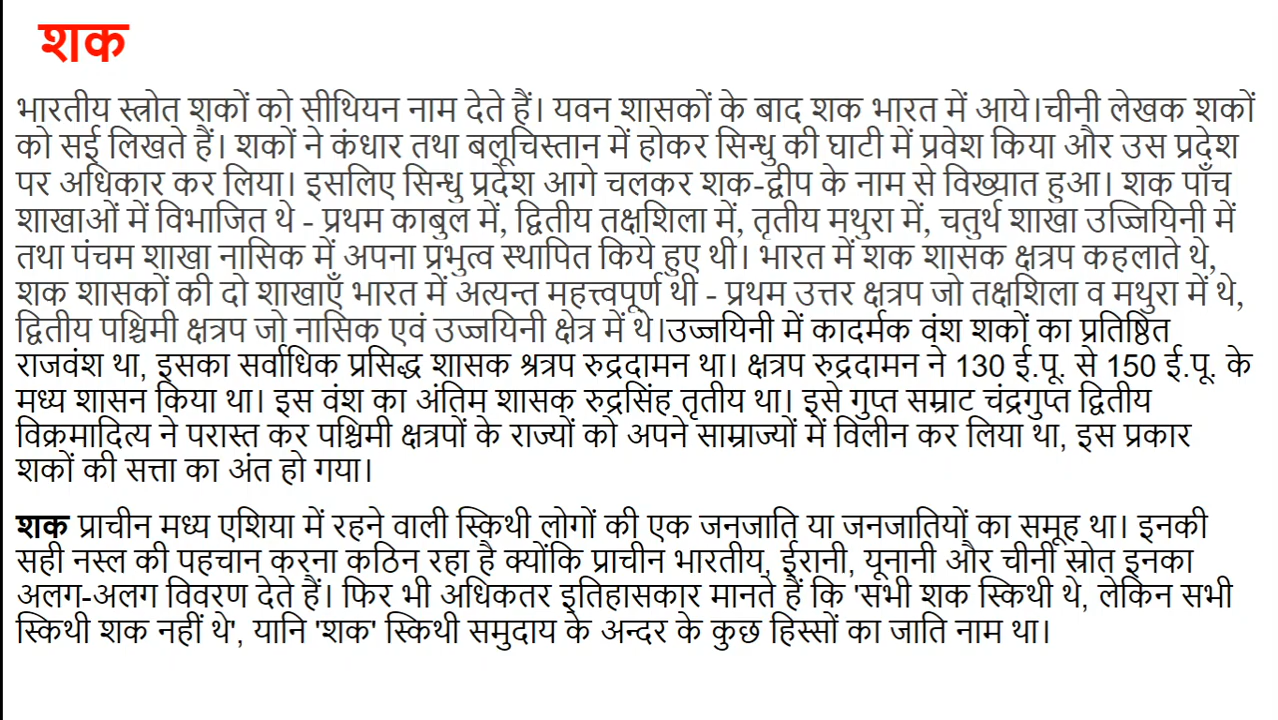 शक
भारतीय स्त्रोत शकों को सीथियन नाम देते हैं। यवन शासकों के बाद शक भारत में आये।चीनी लेखक शकों
को सई लिखते हैं। शकों ने कंधार तथा बलूचिस्तान में होकर सिन्धु की घाटी में प्रवेश किया और उस प्रदेश
पर अधिकार कर लिया। इसलिए सिन्धु प्रदेश आगे चलकर शक-द्वीप के नाम से विख्यात हुआ। शक पाँच
शाखाओं में विभाजित थे - प्रथम काबुल में, द्वितीय तक्षशिला में, तृतीय मथुरा में, चतुर्थ शाखा उज्जियिनी में
तथा पंचम शाखा नासिक में अपना प्रभुत्व स्थापित किये हुए थी। भारत में शक शासक क्षत्रप कहलाते थे,
शक शासकों की दो शाखाएँ भारत में अत्यन्त महत्त्वपूर्ण थी - प्रथम उत्तर क्षत्रप जो तक्षशिला व मथुरा में थे,
द्वितीय पश्चिमी क्षत्रप जो नासिक एवं उज्जयिनी क्षेत्र में थे।उज्जयिनी में कादर्मक वंश शकों का प्रतिष्ठित
राजवंश था, इसका सर्वाधिक प्रसिद्ध शासक श्रत्रप रुद्रदामन था। क्षत्रप रुद्रदामन ने 130 ई.पू. से 150 ई.पू. के
मध्य शासन किया था। इस वंश का अंतिम शासक रुद्रसिंह तृतीय था। इसे गुप्त सम्राट चंद्रगुप्त द्वितीय
विक्रमादित्य ने परास्त कर पश्चिमी क्षत्रपों के राज्यों को अपने साम्राज्यों में विलीन कर लिया था, इस प्रकार
शकों की सत्ता का अंत हो गया।
शक प्राचीन मध्य एशिया में रहने वाली स्किथी लोगों की एक जनजाति या जनजातियों का समूह था। इनकी
सही नस्ल की पहचान करना कठिन रहा है क्योंकि प्राचीन भारतीय, ईरानी, यूनानी और चीनी स्रोत इनका
अलग-अलग विवरण देते हैं। फिर भी अधिकतर इतिहासकार मानते हैं कि 'सभी शक स्किथी थे, लेकिन सभी
स्किथी शक नहीं थे', यानि 'शक' स्किथी समुदाय के अन्दर के कुछ हिस्सों का जाति नाम था।